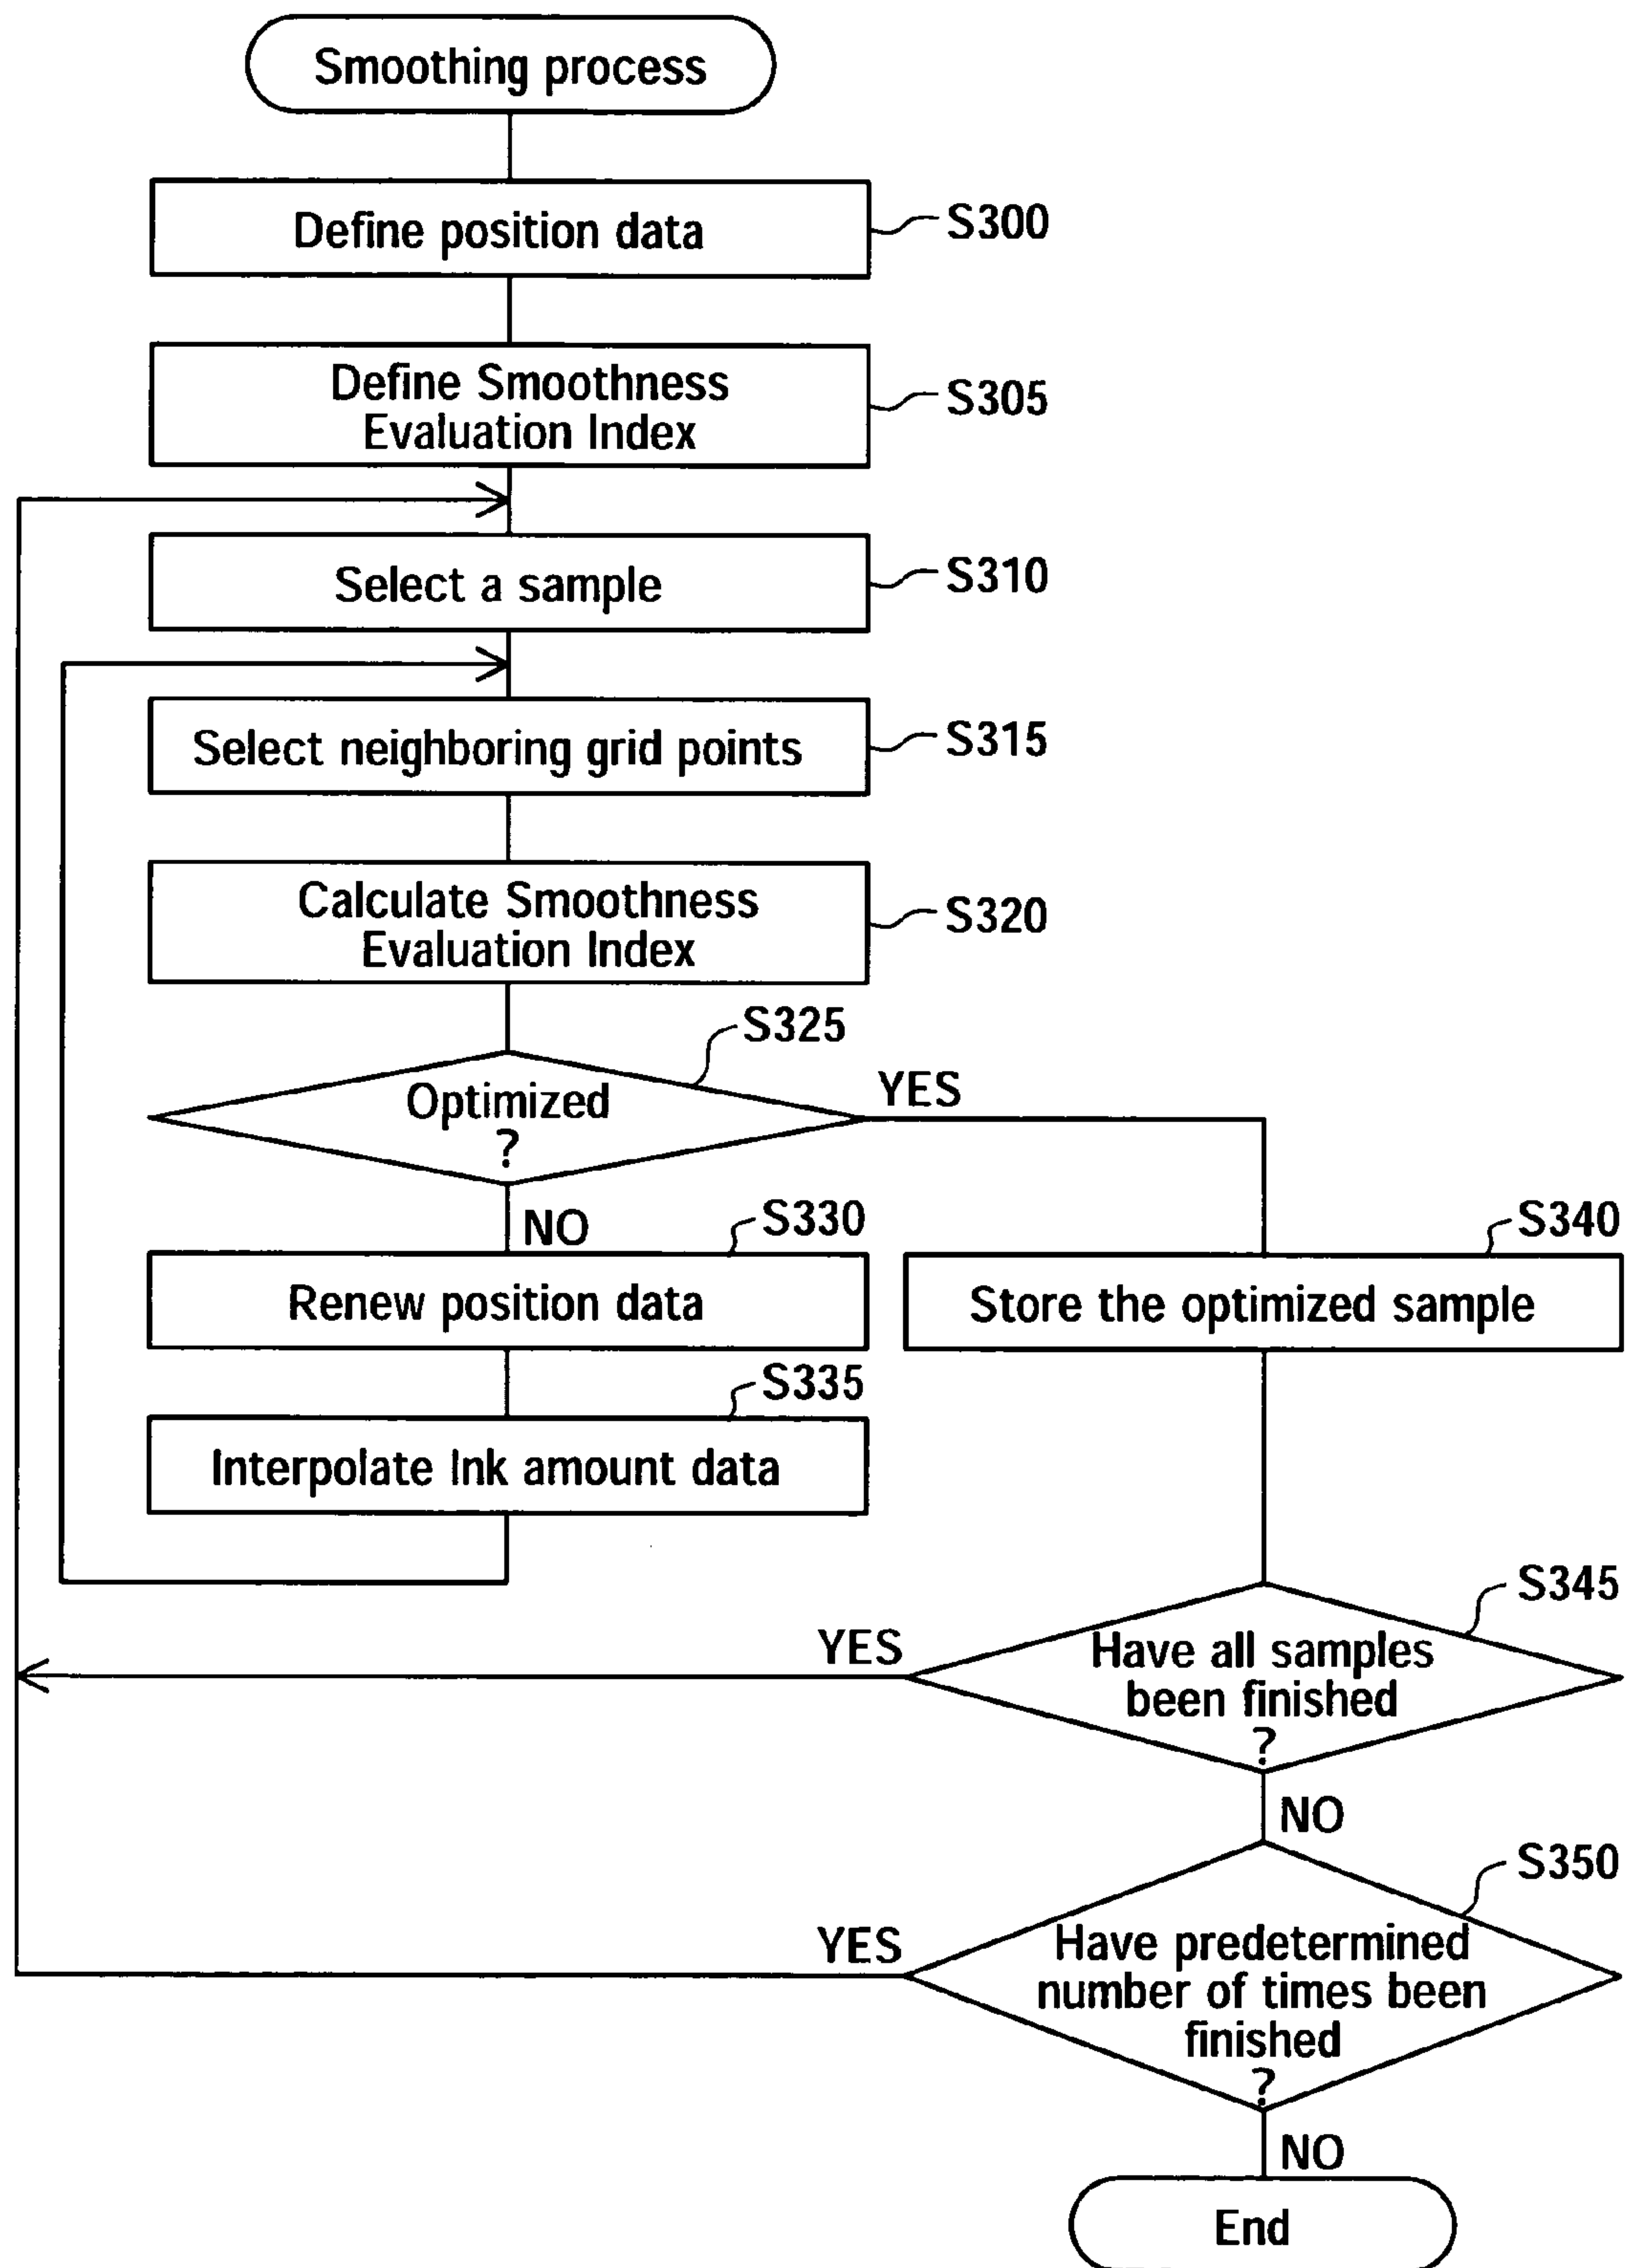 Smoothing process
Define position data
S300
Define Smoothness
Evaluation Index
S305
Select a sample
S310
Select neighboring grid points
S315
Calculate Smoothness
Evaluation Index
S320
S325
Optimized
?
YES
NO
S330
Renew position data
S340
Store the optimized sample
S335
Interpolate Ink amount data
S345
YES
Have all samples
been finished
?
NO
S350
YES
Have predetermined
number of times been
finished
?
NO
End